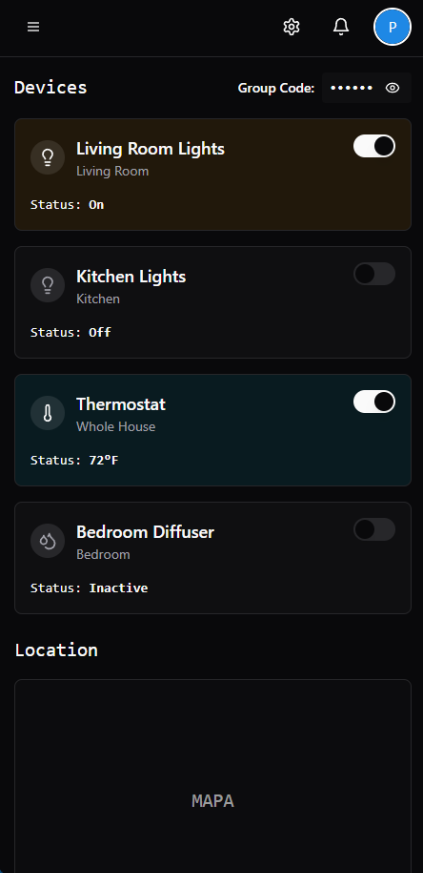 P
Devices
Group Code: ••••••
Living Room Lights
Living Room
Status: On
Kitchen Lights
Kitchen
Status: Off
Thermostat
Whole House
Status: 72°F
Bedroom Diffuser
Bedroom
Status: Inactive
Location
MAPA